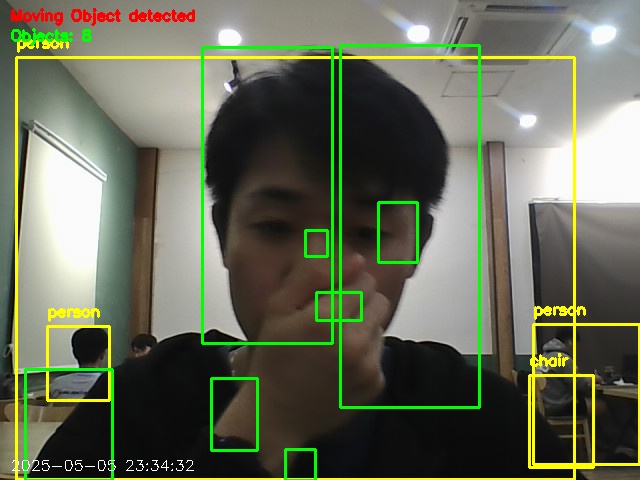 Moving Object detected
Objects: 8
person
person
person
chair
2025-05-05 23:34:32